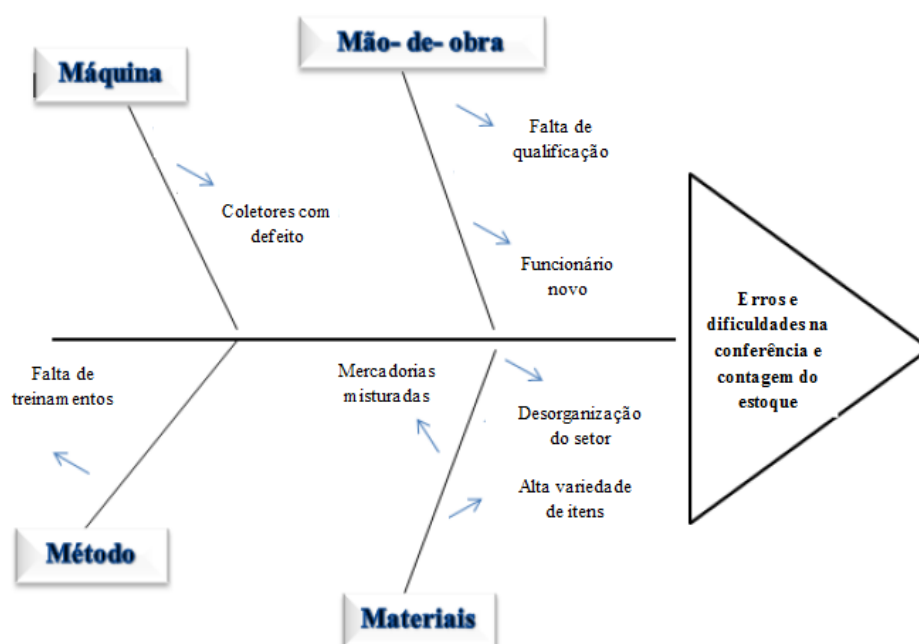 Máquina
Mão- de- obra
Falta de
qualificação
Coletores com
defeito
Funcionário
novo
Erros e
dificuldades na
conferência e
contagem do
estoque
Falta de
treinamentos
Mercadorias
misturadas
Desorganização
do setor
Alta variedade
de itens
Método
Materiais